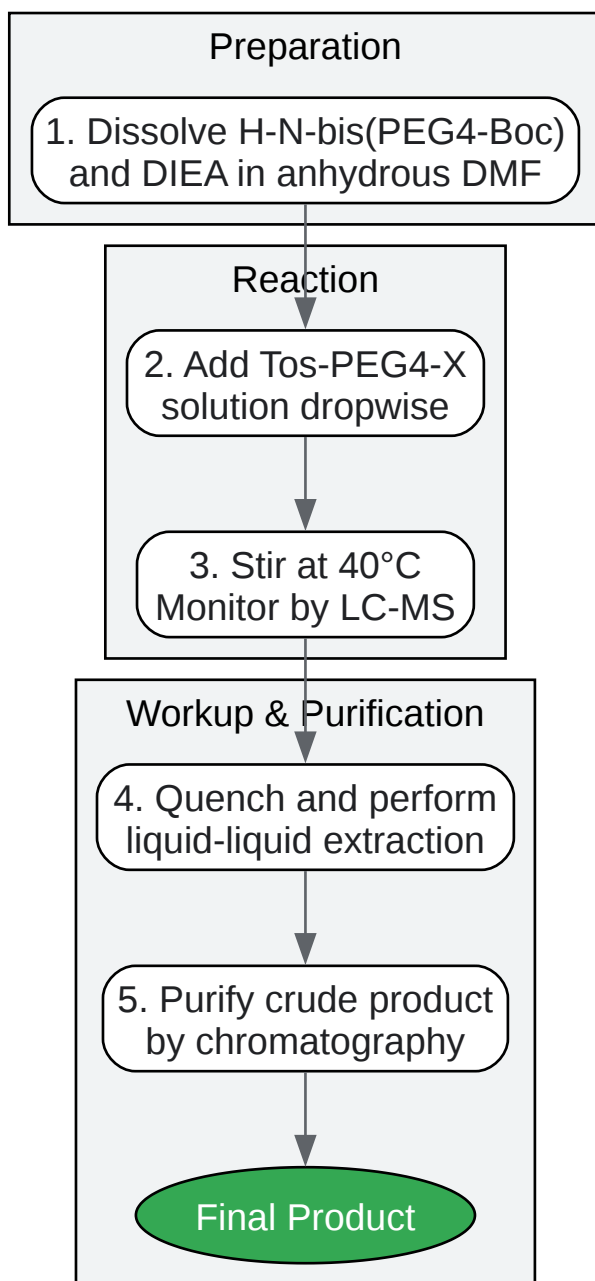 Preparation
1. Dissolve H-N-bis(PEG4-Boc)
and DIEA in anhydrous DMF
Reaction
2. Add Tos-PEG4-X
solution dropwise
3. Stir at 40°C
Monitor by LC-MS
Workup & Purification
4. Quench and perform
liquid-liquid extraction
5. Purify crude product
by chromatography
Final Product